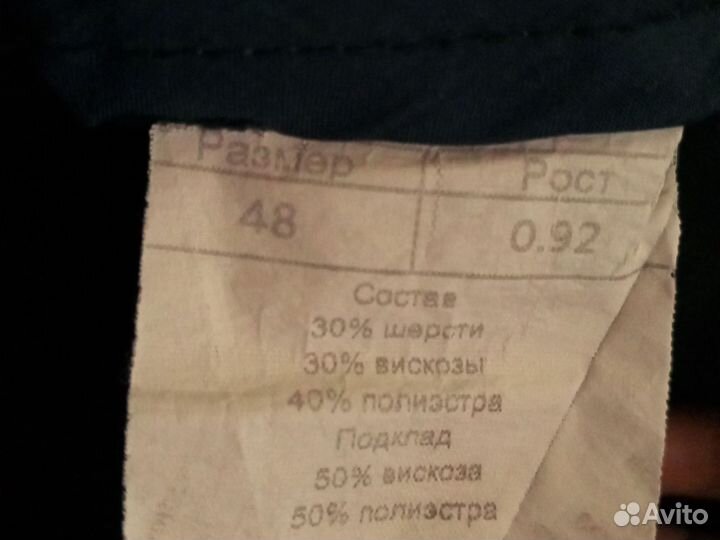 Размер Рост
48 0.92
Состав
30% шерсти
30% вискозы
40% полиэстра
Подклад
50% вискоза
50% полиэстра
Avito